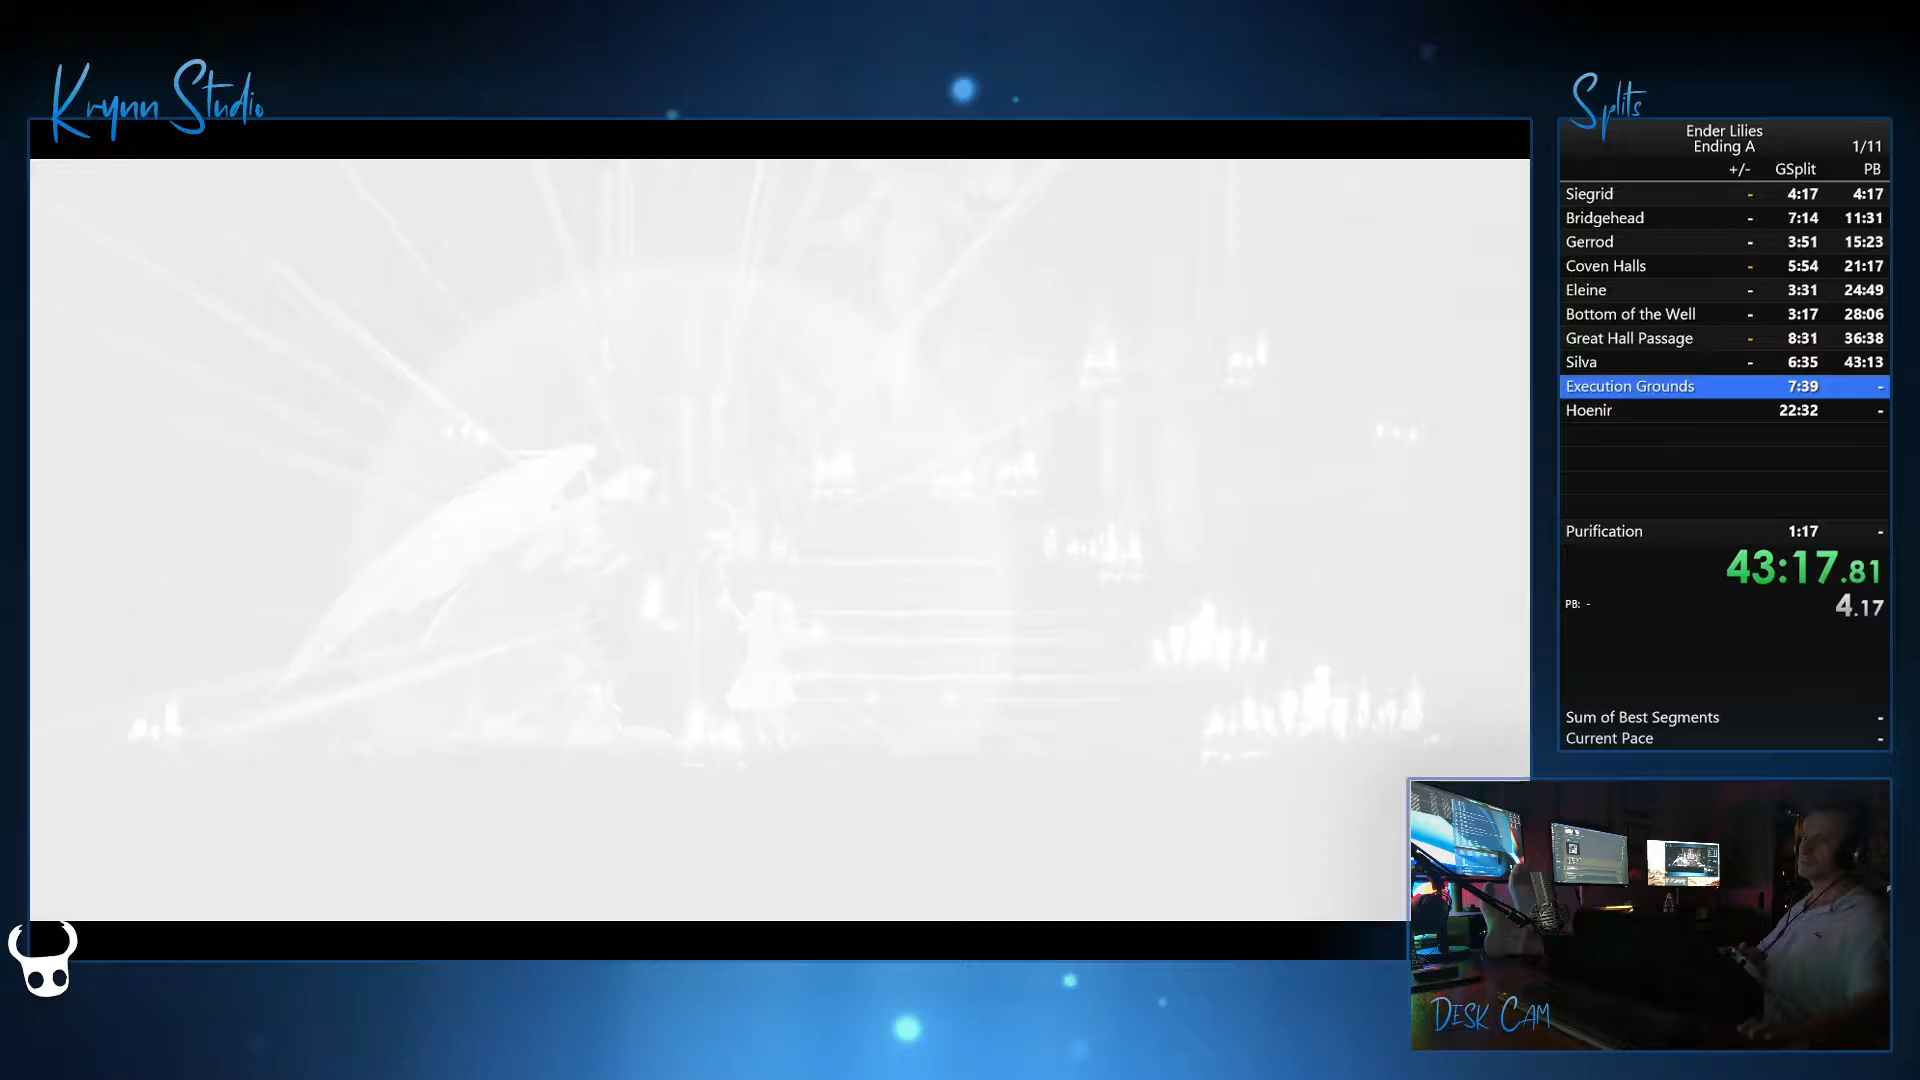 Krynn Studio
Splits
Ender Lilies
Ending A 1/11
+/- GSplit PB
Siegrid - 4:17 4:17
Bridgehead - 7:14 11:31
Gerrod - 3:51 15:23
Coven Halls - 5:54 21:17
Eleine - 3:31 24:49
Bottom of the Well - 3:17 28:06
Great Hall Passage - 8:31 36:38
Silva - 6:35 43:13
Execution Grounds 7:39 -
Hoenir 22:32 -
Purification 1:17 -
43:17.81
PB: - 4.17
Sum of Best Segments -
Current Pace -
Desk Cam